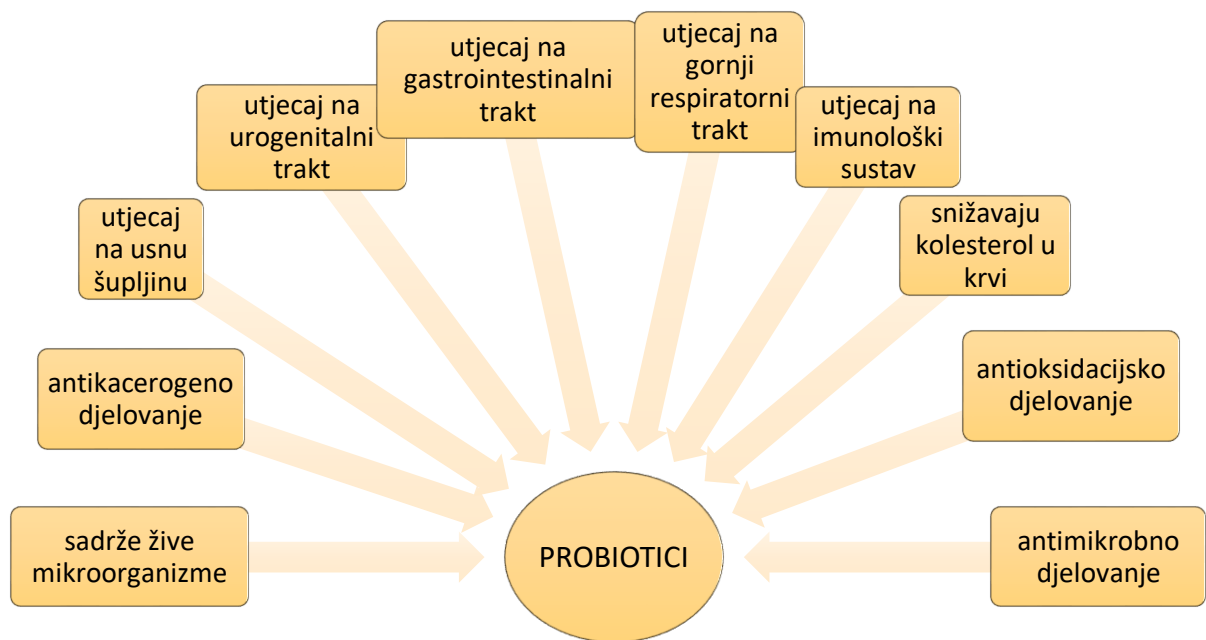 sadrže žive
mikroorganizme
antikacerogeno
djelovanje
utjecaj
na usnu
šupljinu
utjecaj na
urogenitalni
trakt
utjecaj na
gastrointestinalni
trakt
utjecaj na
gornji
respiratorni
trakt
utjecaj na
imunološki
sustav
snižavaju
kolesterol u
krvi
antioksidacijsko
djelovanje
antimikrobno
djelovanje
PROBIOTICI